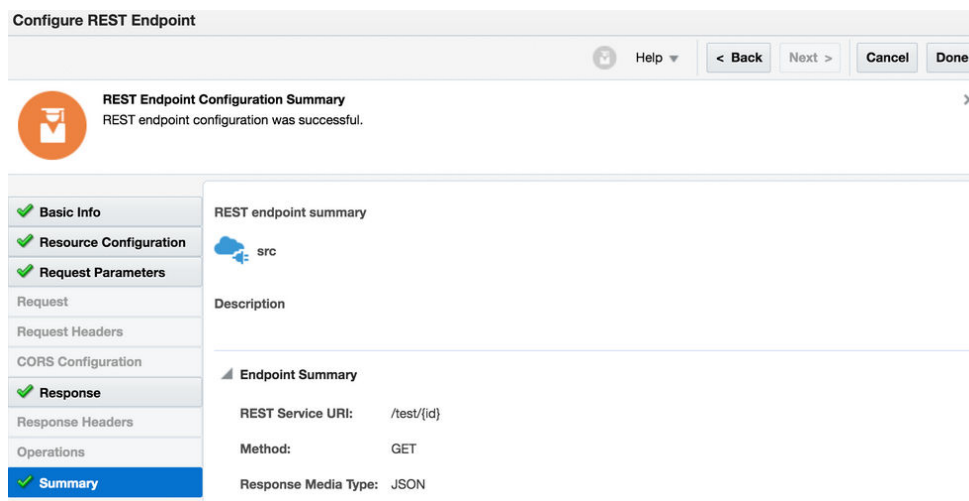 Configure REST Endpoint
Help
< Back
Next >
Cancel
Done
REST Endpoint Configuration Summary
REST endpoint configuration was successful.
Basic Info
Resource Configuration
Request Parameters
Request
Request Headers
CORS Configuration
Response
Response Headers
Operations
Summary
REST endpoint summary
src
Description
Endpoint Summary
REST Service URI: /test/{id}
Method: GET
Response Media Type: JSON